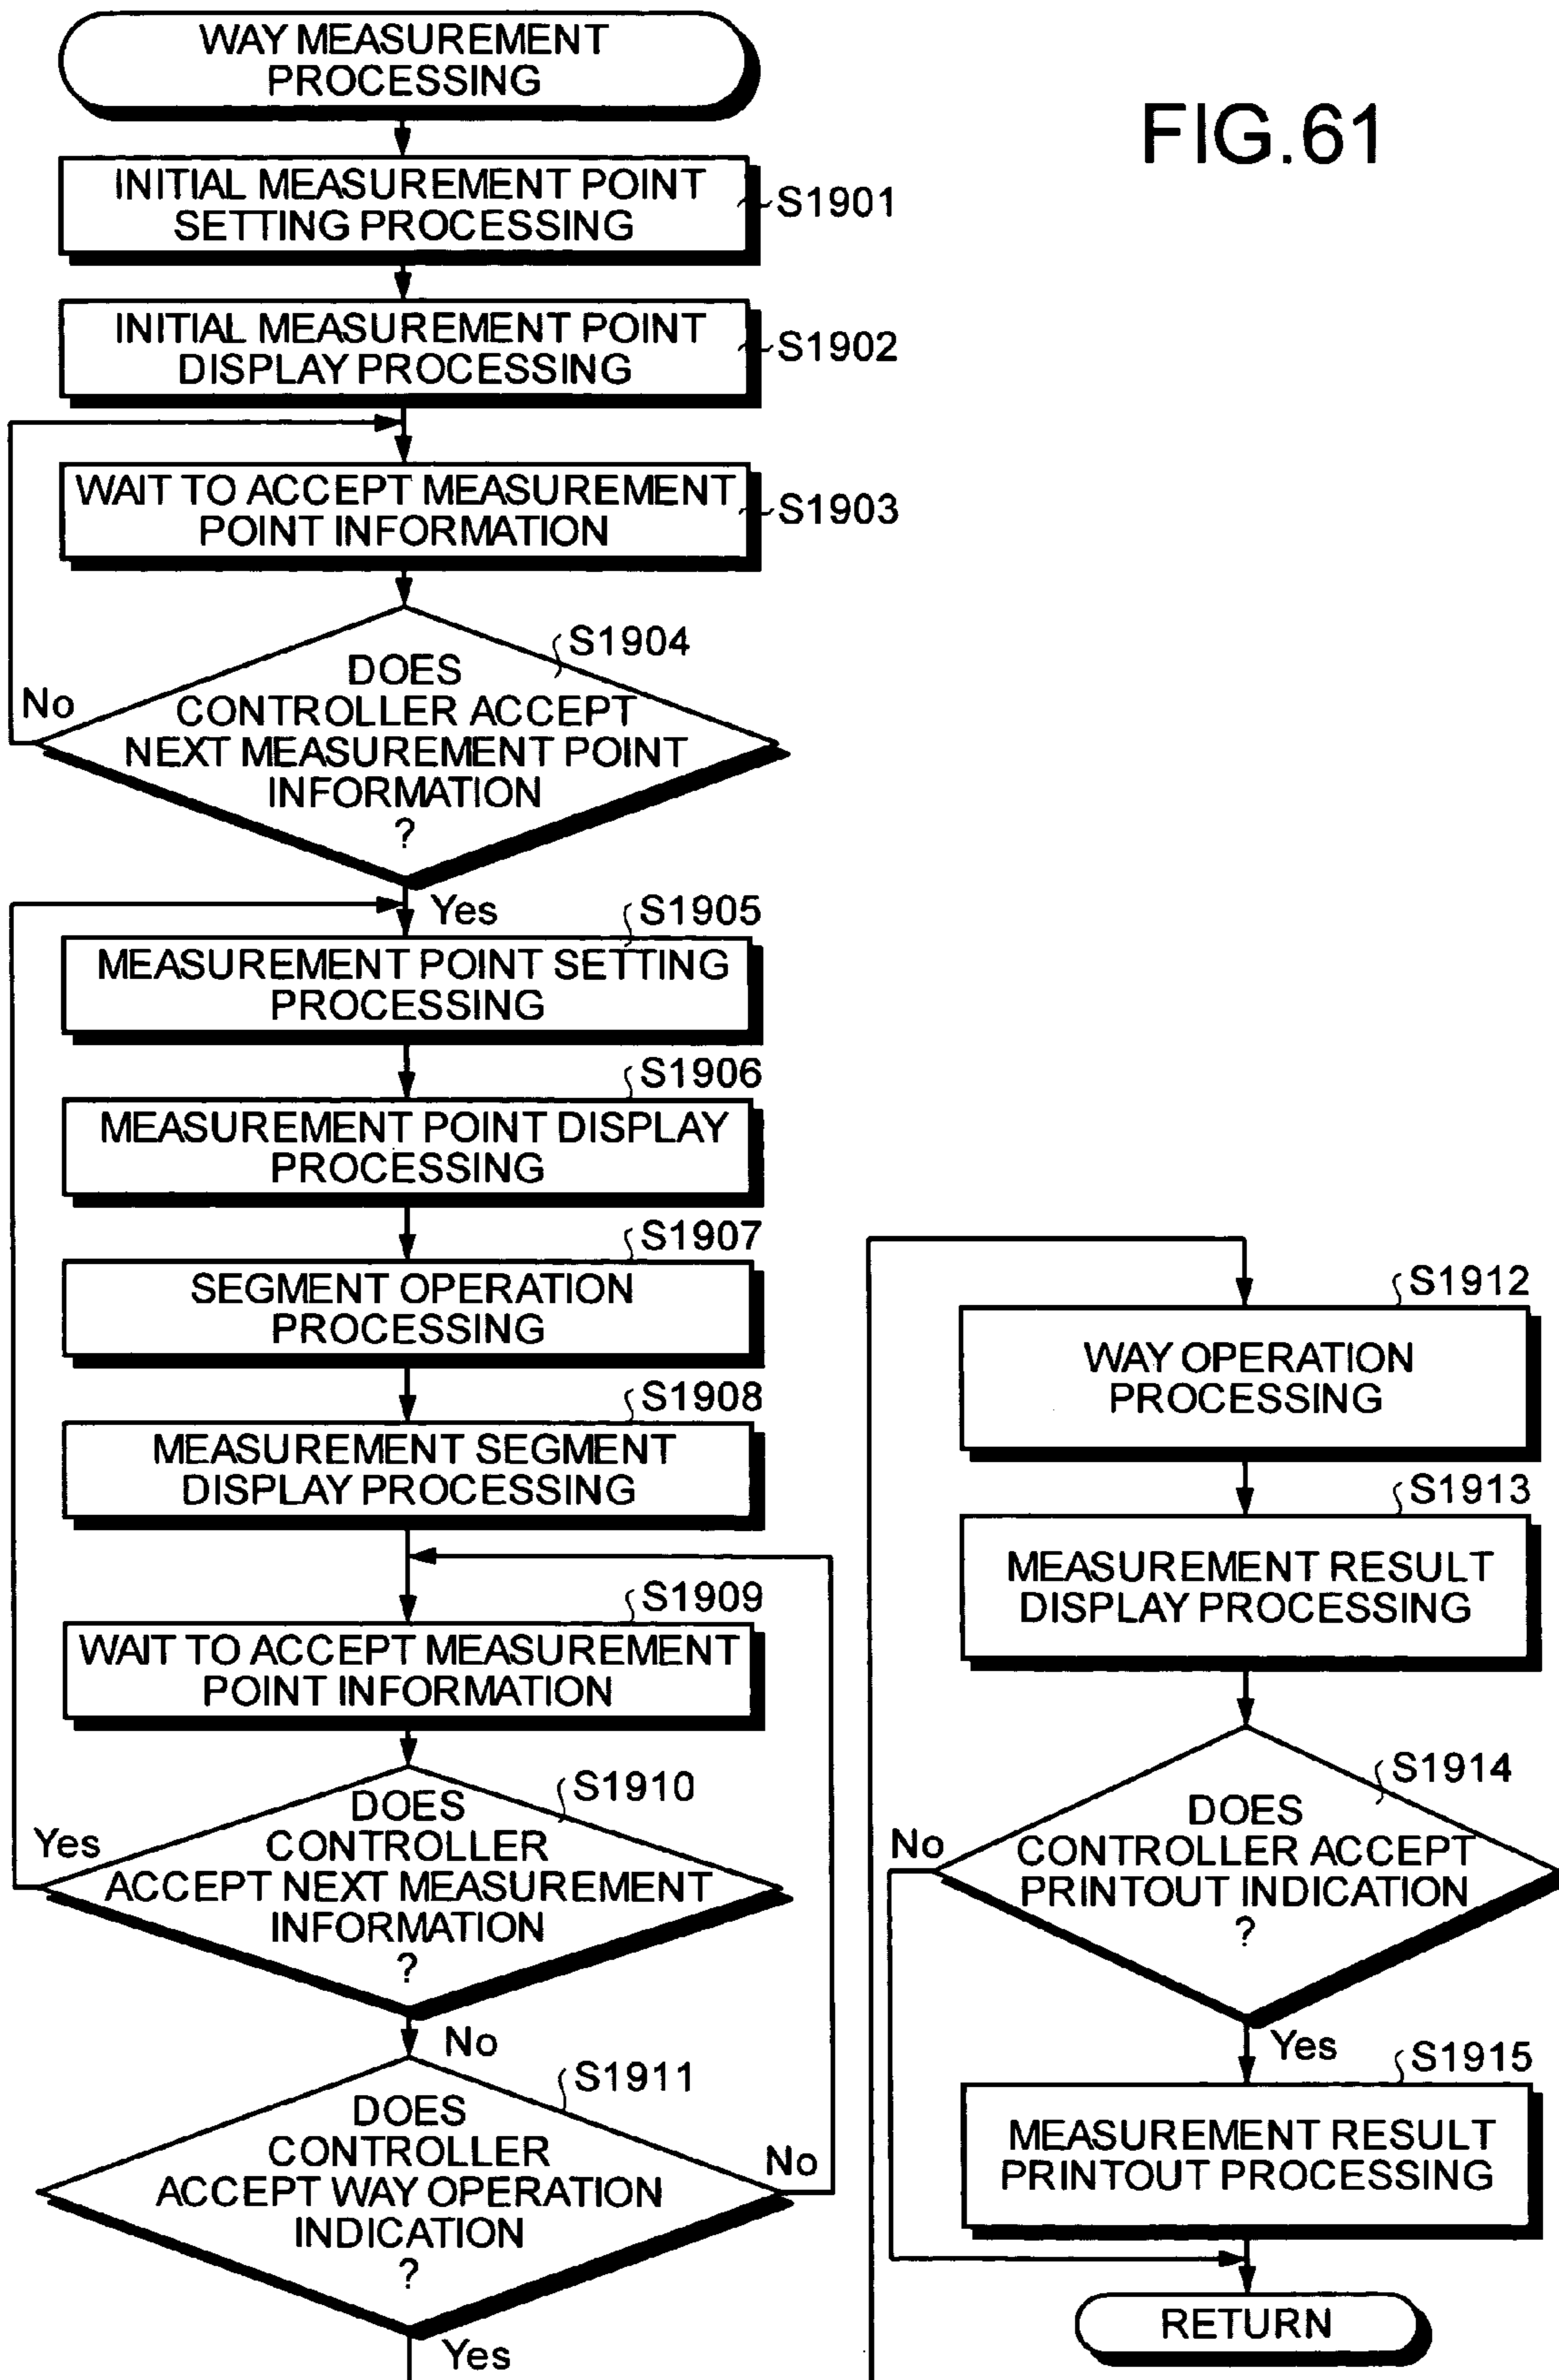 FIG.61
WAY MEASUREMENT
PROCESSING
INITIAL MEASUREMENT POINT
SETTING PROCESSING
S1901
INITIAL MEASUREMENT POINT
DISPLAY PROCESSING
S1902
WAIT TO ACCEPT MEASUREMENT
POINT INFORMATION
S1903
S1904
DOES
CONTROLLER ACCEPT
NEXT MEASUREMENT POINT
INFORMATION
?
No
Yes
S1905
MEASUREMENT POINT SETTING
PROCESSING
S1906
MEASUREMENT POINT DISPLAY
PROCESSING
S1907
SEGMENT OPERATION
PROCESSING
S1908
MEASUREMENT SEGMENT
DISPLAY PROCESSING
S1909
WAIT TO ACCEPT MEASUREMENT
POINT INFORMATION
S1910
DOES
CONTROLLER
ACCEPT NEXT MEASUREMENT
INFORMATION
?
Yes
No
S1911
DOES
CONTROLLER
ACCEPT WAY OPERATION
INDICATION
?
No
Yes
S1912
WAY OPERATION
PROCESSING
S1913
MEASUREMENT RESULT
DISPLAY PROCESSING
S1914
DOES
CONTROLLER ACCEPT
PRINTOUT INDICATION
?
No
Yes
S1915
MEASUREMENT RESULT
PRINTOUT PROCESSING
RETURN